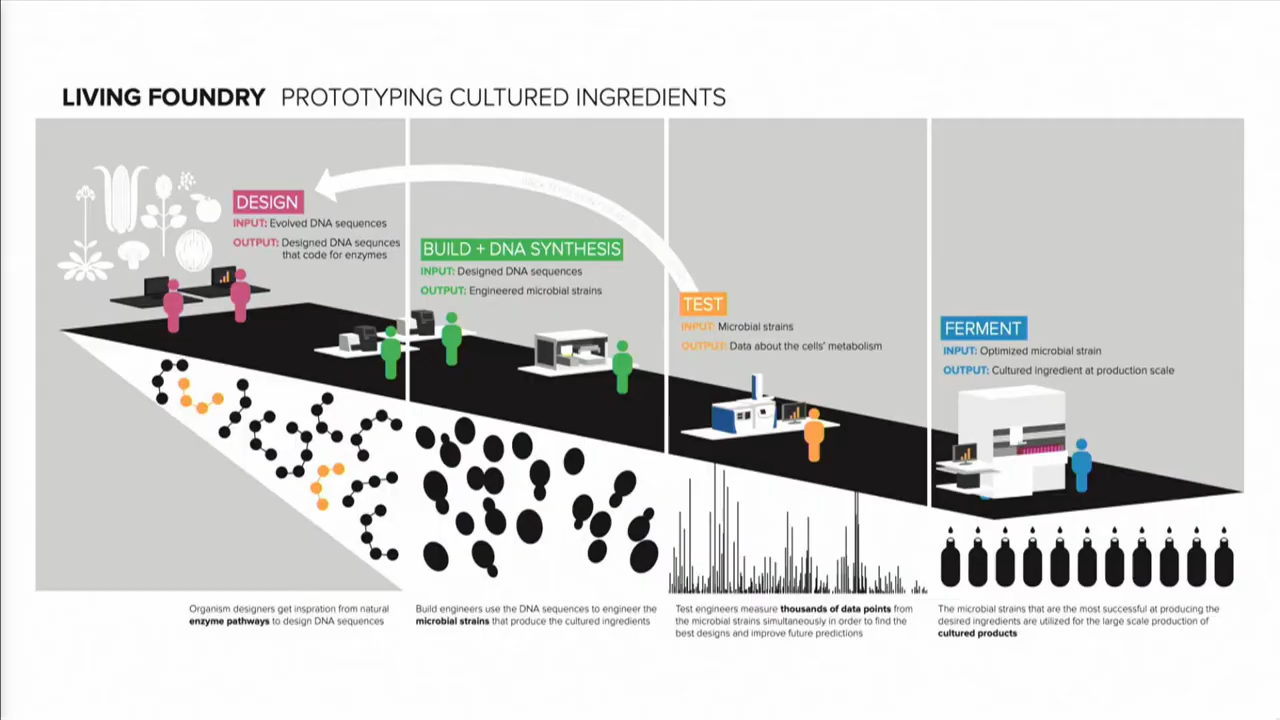 LIVING FOUNDRY PROTOTYPING CULTURED INGREDIENTS
DESIGN
INPUT: Evolved DNA sequences
OUTPUT: Designed DNA sequnces
that code for enzymes
BUILD + DNA SYNTHESIS
INPUT: Designed DNA sequences
OUTPUT: Engineered microbial strains
TEST
INPUT: Microbial strains
OUTPUT: Data about the cells' metabolism
FERMENT
INPUT: Optimized microbial strain
OUTPUT: Cultured ingredient at production scale
Organism designers get inspration from natural
enzyme pathways to design DNA sequences
Build engineers use the DNA sequences to engineer the
microbial strains that produce the cultured ingredients
Test engineers measure thousands of data points from
the microbial strains simultaneously in order to find the
best designs and improve future predictions
The microbial strains that are the most successful at producing the
desired ingredients are utilized for the large scale production of
cultured products